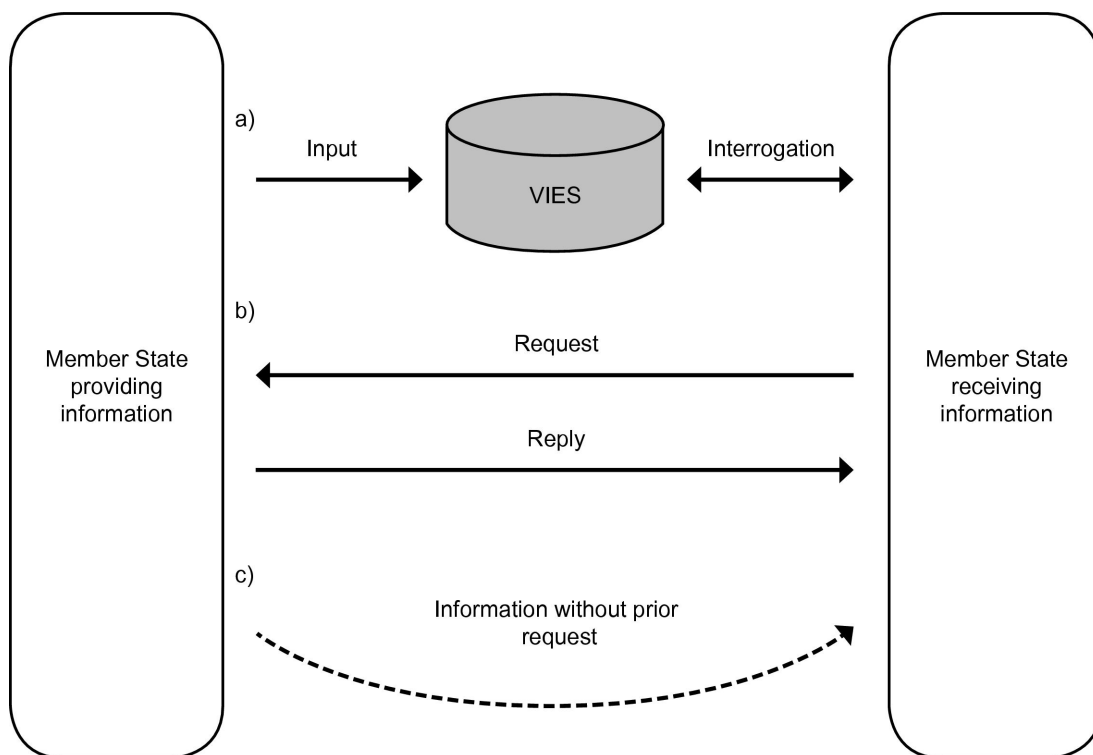 a)
Input
Interrogation
VIES
b)
Request
Member State
providing
information
Member State
receiving
information
Reply
c)
Information without prior
request